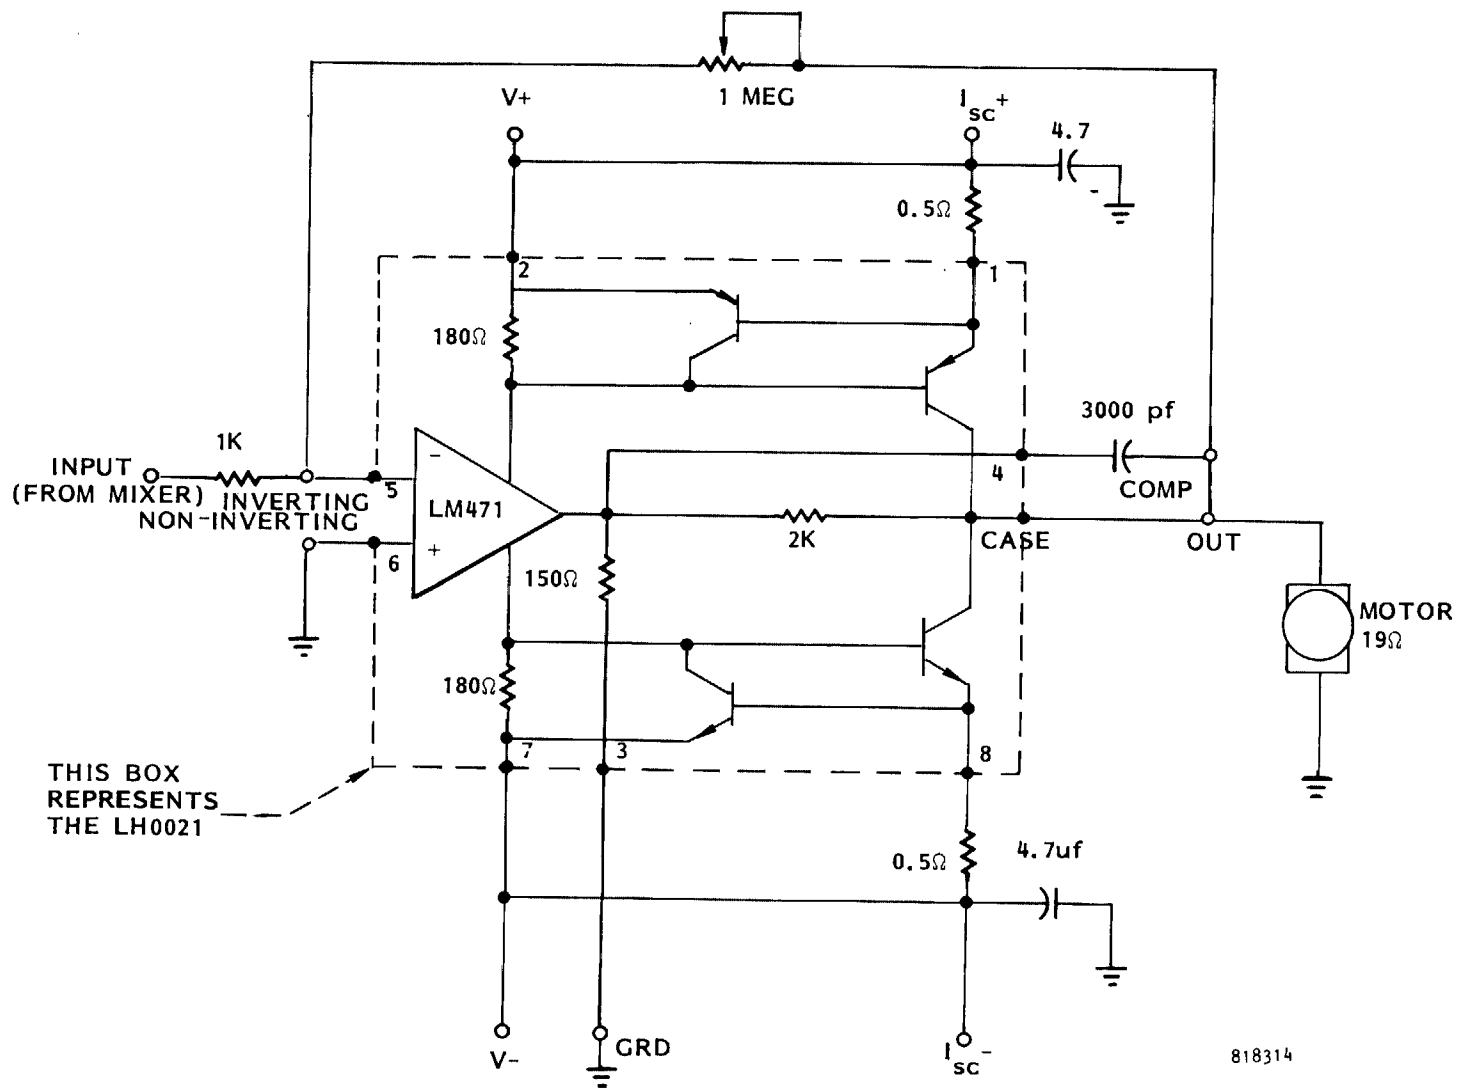 1 MEG
V+
Isc+
4.7
-
0.5Ω
2
1
180Ω
3000 pf
1K
INPUT
(FROM MIXER)
INVERTING
NON-INVERTING
5
-
LM471
4
COMP
6
+
2K
CASE
OUT
150Ω
MOTOR
19Ω
180Ω
7
3
8
THIS BOX
REPRESENTS
THE LH0021
0.5Ω
4.7uf
V-
GRD
Isc-
818314